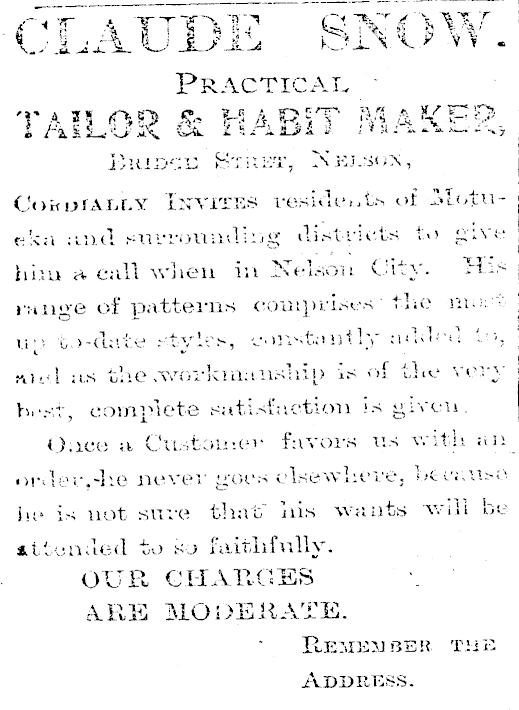 CLAUDE SNOW.
PRACTICAL
TAILOR & HABIT MAKER,
BRIDGE STRET, NELSON,
CORDIALLY INVITES residents of Motu-
eka and surrounding districts to give
him a call when in Nelson City. His
range of patterns comprises the most
up to-date styles, constantly added to,
and as the workmanship is of the very
best, complete satisfaction is given.
Once a Customer favors us with an
order, he never goes elsewhere, because
he is not sure that his wants will be
attended to so faithfully.
OUR CHARGES
ARE MODERATE.
REMEMBER THE
ADDRESS.